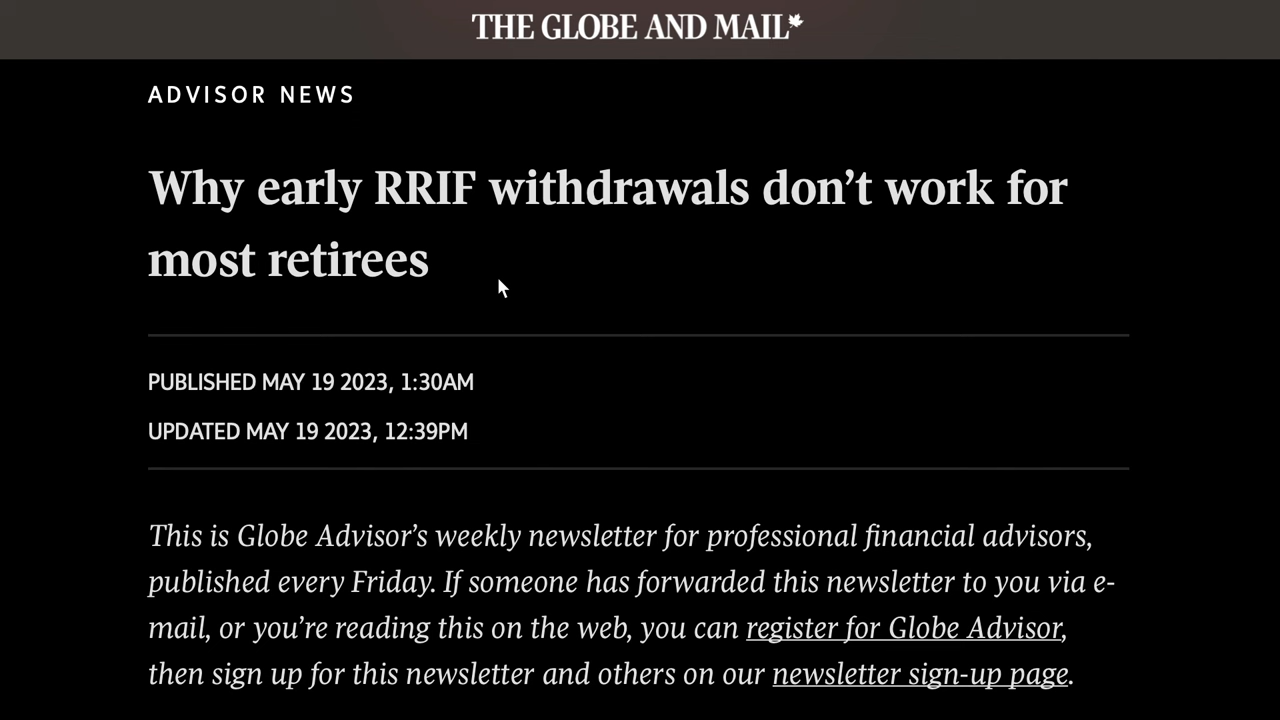 THE GLOBE AND MAIL
ADVISOR NEWS
Why early RRIF withdrawals don’t work for
most retirees
PUBLISHED MAY 19 2023, 1:30AM
UPDATED MAY 19 2023, 12:39PM
This is Globe Advisor’s weekly newsletter for professional financial advisors,
published every Friday. If someone has forwarded this newsletter to you via e-
mail, or you’re reading this on the web, you can register for Globe Advisor,
then sign up for this newsletter and others on our newsletter sign-up page.